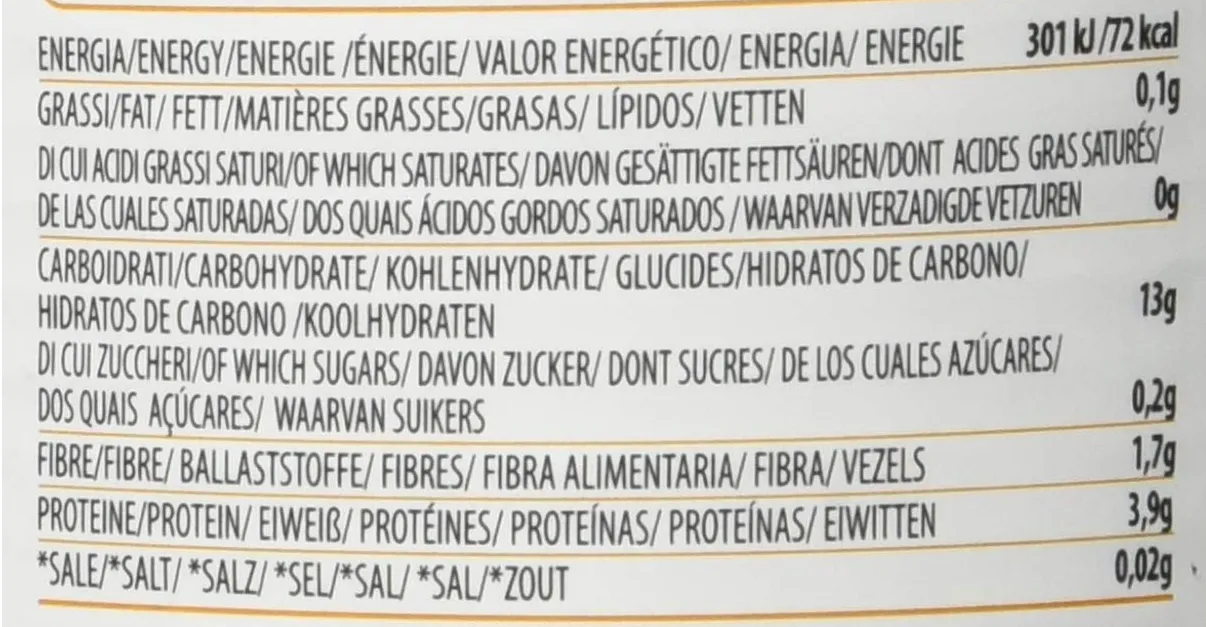 ENERGIA/ENERGY/ENERGIE /ÉNERGIE/ VALOR ENERGÉTICO/ ENERGIA/ ENERGIE 301 kJ /72 kcal
GRASSI/FAT/ FETT/MATIÈRES GRASSES/GRASAS/ LÍPIDOS/ VETTEN 0,1g
DI CUI ACIDI GRASSI SATURI/OF WHICH SATURATES/ DAVON GESÄTTIGTE FETTSÄUREN/DONT ACIDES GRAS SATURÉS/
DE LAS CUALES SATURADAS/ DOS QUAIS ÁCIDOS GORDOS SATURADOS / WAARVAN VERZADIGDE VETZUREN 0g
CARBOIDRATI/CARBOHYDRATE/ KOHLENHYDRATE/ GLUCIDES/HIDRATOS DE CARBONO/
HIDRATOS DE CARBONO /KOOLHYDRATEN 13g
DI CUI ZUCCHERI/OF WHICH SUGARS/ DAVON ZUCKER/ DONT SUCRES/ DE LOS CUALES AZÚCARES/
DOS QUAIS AÇÚCARES/ WAARVAN SUIKERS 0,2g
FIBRE/FIBRE/ BALLASTSTOFFE/ FIBRES/ FIBRA ALIMENTARIA/ FIBRA/ VEZELS 1,7g
PROTEINE/PROTEIN/ EIWEIß/ PROTÉINES/ PROTEÍNAS/ PROTEÍNAS/ EIWITTEN 3,9g
*SALE/*SALT/ *SALZ/ *SEL/*SAL/ *SAL/*ZOUT 0,02g